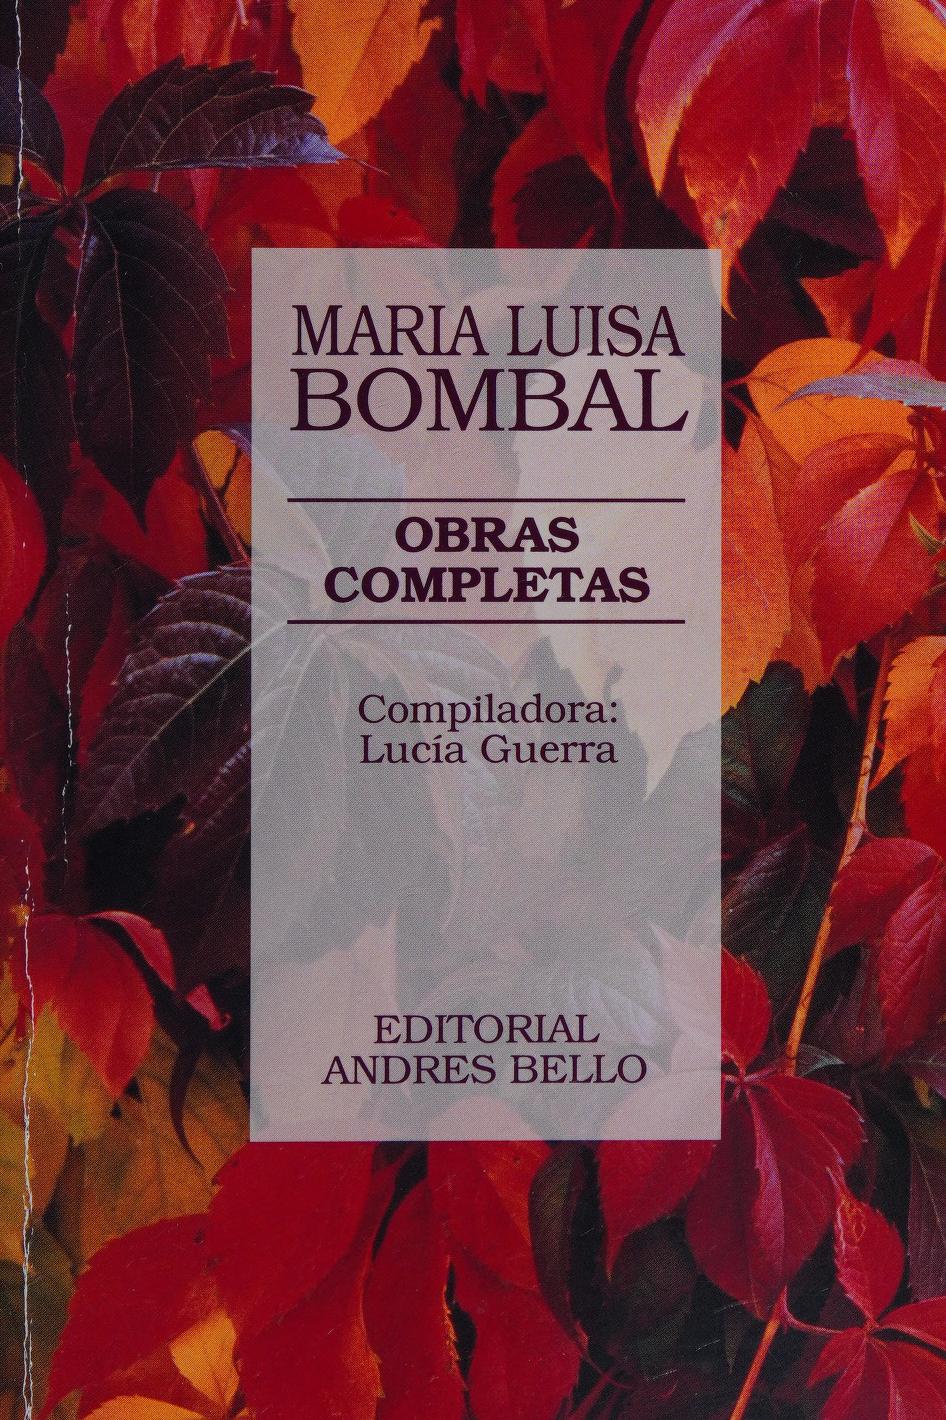 MARIA LUISA
BOMBAL
OBRAS
COMPLETAS
Compiladora:
Lucía Guerra
EDITORIAL
ANDRES BELLO